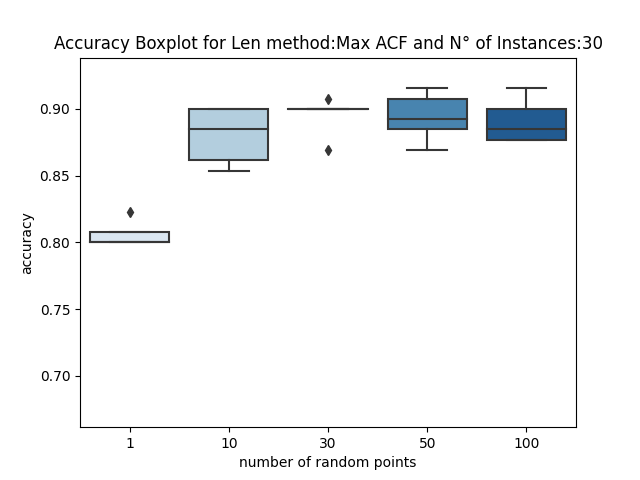 Accuracy Boxplot for Len method:Max ACF and N° of Instances:30
accuracy
0.90
0.85
0.80
0.75
0.70
1 10 30 50 100
number of random points